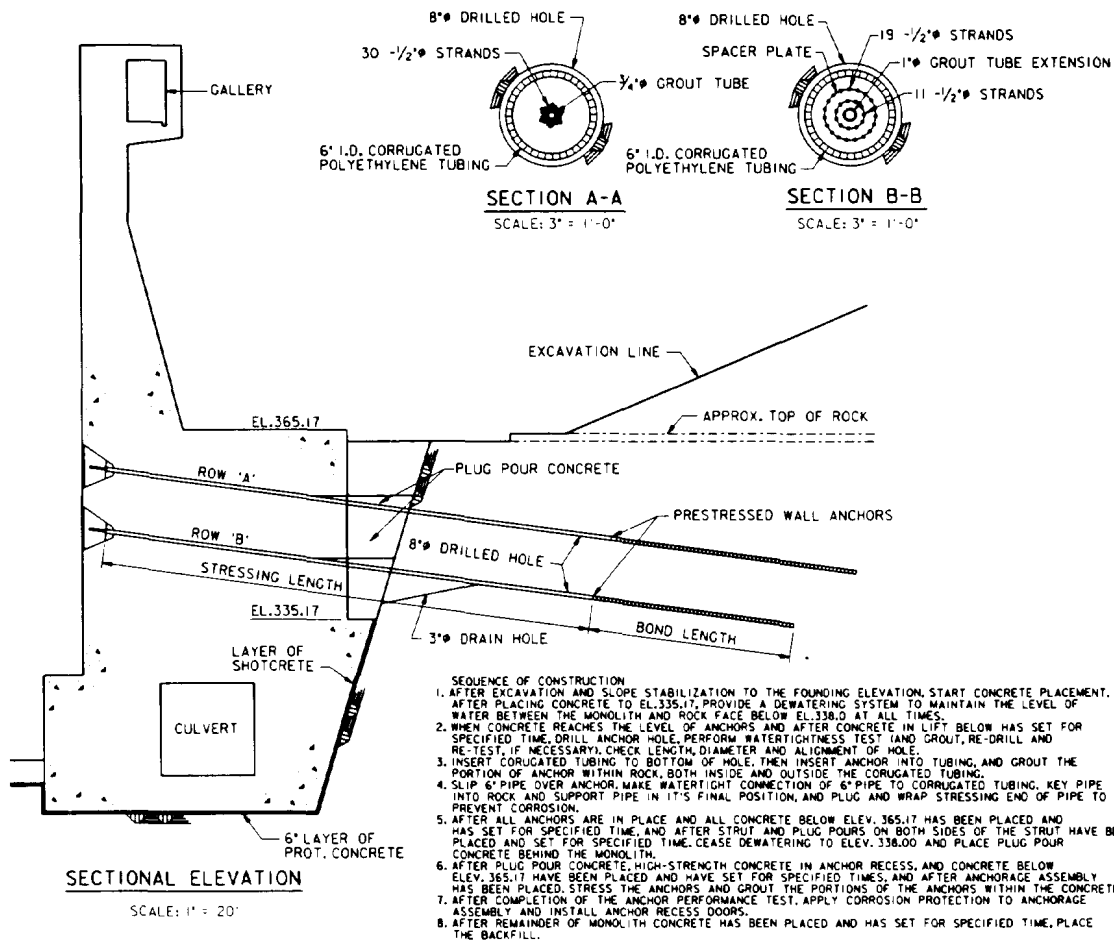 8"ø DRILLED HOLE
30 -1/2"ø STRANDS
3/4"ø GROUT TUBE
6" I.D. CORRUGATED
POLYETHYLENE TUBING
SECTION A-A
SCALE: 3" = 1'-0"
8"ø DRILLED HOLE
19 -1/2"ø STRANDS
SPACER PLATE
1"ø GROUT TUBE EXTENSION
11 -1/2"ø STRANDS
6" I.D. CORRUGATED
POLYETHYLENE TUBING
SECTION B-B
SCALE: 3" = 1'-0"
GALLERY
EXCAVATION LINE
APPROX. TOP OF ROCK
EL.365.17
ROW 'A'
PLUG POUR CONCRETE
PRESTRESSED WALL ANCHORS
ROW 'B'
8"ø DRILLED HOLE
STRESSING LENGTH
EL.335.17
BOND LENGTH
3"ø DRAIN HOLE
LAYER OF
SHOTCRETE
CULVERT
6" LAYER OF
PROT. CONCRETE
SECTIONAL ELEVATION
SCALE: 1" = 20'
SEQUENCE OF CONSTRUCTION
1. AFTER EXCAVATION AND SLOPE STABILIZATION TO THE FOUNDING ELEVATION, START CONCRETE PLACEMENT.
AFTER PLACING CONCRETE TO EL.335.17, PROVIDE A DEWATERING SYSTEM TO MAINTAIN THE LEVEL OF
WATER BETWEEN THE MONOLITH AND ROCK FACE BELOW EL.338.0 AT ALL TIMES.
2. WHEN CONCRETE REACHES THE LEVEL OF ANCHORS AND AFTER CONCRETE IN LIFT BELOW HAS SET FOR
SPECIFIED TIME, DRILL ANCHOR HOLE, PERFORM WATERTIGHTNESS TEST (AND GROUT, RE-DRILL AND
RE-TEST, IF NECESSARY). CHECK LENGTH, DIAMETER AND ALIGNMENT OF HOLE.
3. INSERT CORUGATED TUBING TO BOTTOM OF HOLE, THEN INSERT ANCHOR INTO TUBING, AND GROUT THE
PORTION OF ANCHOR WITHIN ROCK, BOTH INSIDE AND OUTSIDE THE CORUGATED TUBING.
4. SLIP 6" PIPE OVER ANCHOR, MAKE WATERTIGHT CONNECTION OF 6" PIPE TO CORRUGATED TUBING, KEY PIPE
INTO ROCK AND SUPPORT PIPE IN IT'S FINAL POSITION, AND PLUG AND WRAP STRESSING END OF PIPE TO
PREVENT CORROSION.
5. AFTER ALL ANCHORS ARE IN PLACE AND ALL CONCRETE BELOW ELEV. 365.17 HAS BEEN PLACED AND
HAS SET FOR SPECIFIED TIME, AND AFTER STRUT AND PLUG POURS ON BOTH SIDES OF THE STRUT HAVE BE
PLACED AND SET FOR SPECIFIED TIME. CEASE DEWATERING TO ELEV. 338.00 AND PLACE PLUG POUR
CONCRETE BEHIND THE MONOLITH.
6. AFTER PLUG POUR CONCRETE, HIGH-STRENGTH CONCRETE IN ANCHOR RECESS, AND CONCRETE BELOW
ELEV. 365.17 HAVE BEEN PLACED AND HAVE SET FOR SPECIFIED TIMES, AND AFTER ANCHORAGE ASSEMBLY
HAS BEEN PLACED. STRESS THE ANCHORS AND GROUT THE PORTIONS OF THE ANCHORS WITHIN THE CONCRETE
7. AFTER COMPLETION OF THE ANCHOR PERFORMANCE TEST, APPLY CORROSION PROTECTION TO ANCHORAGE
ASSEMBLY AND INSTALL ANCHOR RECESS DOORS.
8. AFTER REMAINDER OF MONOLITH CONCRETE HAS BEEN PLACED AND HAS SET FOR SPECIFIED TIME, PLACE
THE BACKFILL.